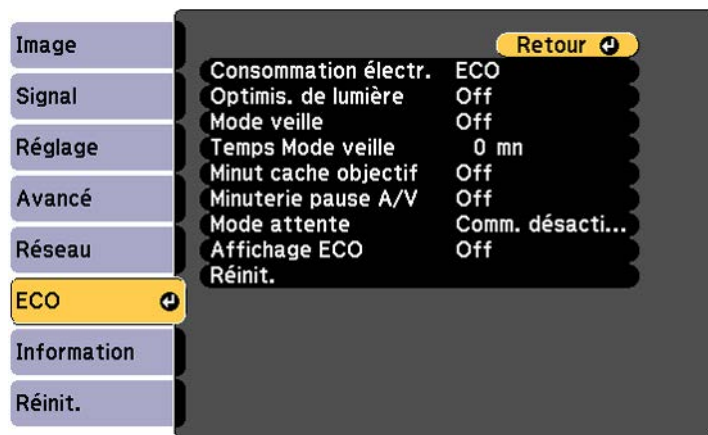 Image
Signal
Réglage
Avancé
Réseau
ECO
Information
Réinit.
Retour
Consommation électr. ECO
Optimis. de lumière Off
Mode veille Off
Temps Mode veille 0 mn
Minut cache objectif Off
Minuterie pause A/V Off
Mode attente Comm. désacti...
Affichage ECO Off
Réinit.